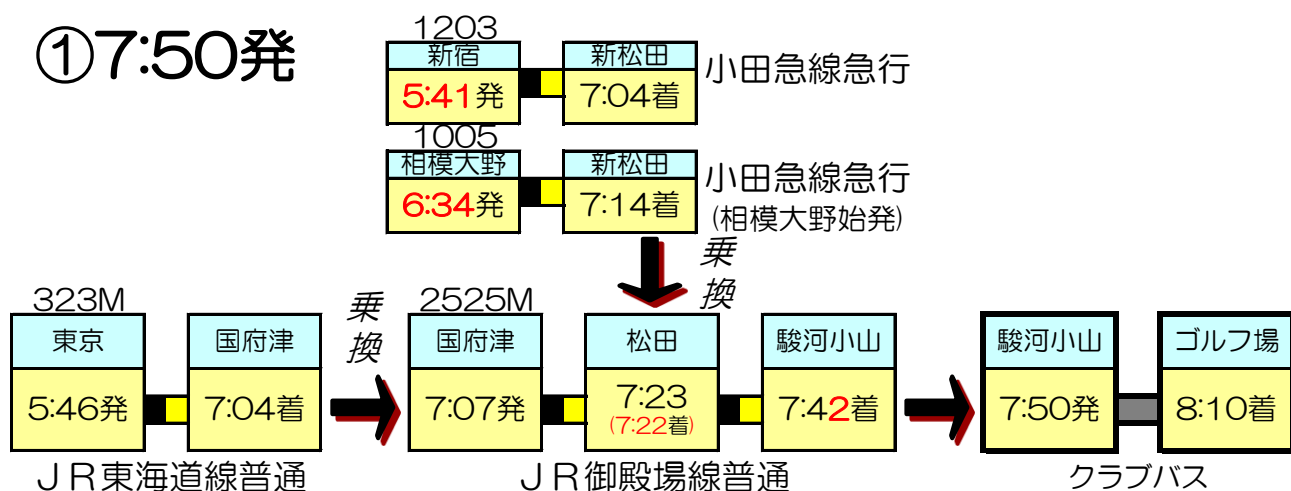 ①7:50発
1203
新宿 新松田
5:41発 7:04着
小田急線急行
1005
相模大野 新松田
6:34発 7:14着
小田急線急行
(相模大野始発)
乗換
323M
東京 国府津
5:46発 7:04着
JR東海道線普通
乗換
2525M
国府津 松田 駿河小山
7:07発 7:23 7:42着
(7:22着)
JR御殿場線普通
駿河小山 ゴルフ場
7:50発 8:10着
クラブバス